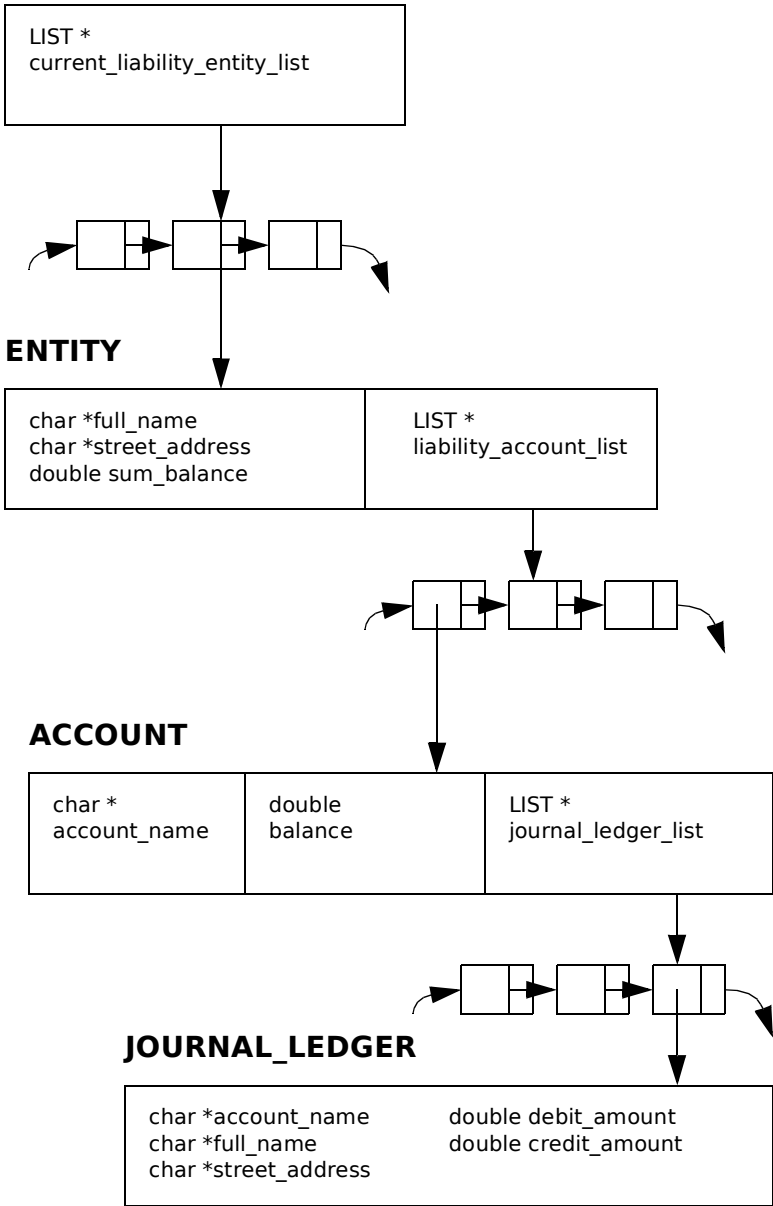 LIST *
current_liability_entity_list
ENTITY
char *full_name
char *street_address
double sum_balance
LIST *
liability_account_list
ACCOUNT
char *
account_name
double
balance
LIST *
journal_ledger_list
JOURNAL_LEDGER
char *account_name
char *full_name
char *street_address
double debit_amount
double credit_amount